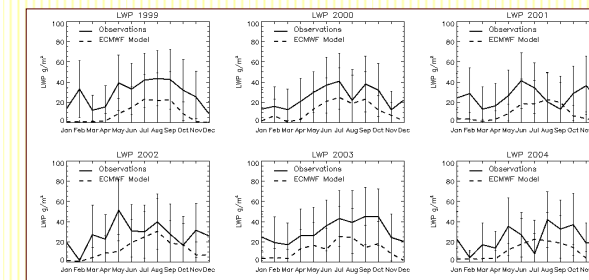 LWP 1999
100
80
60
40
20
0
LWP g/m²
Observations
ECMWF Model
Jan Feb Mar Apr May Jun Jul Aug Sep Oct Nov Dec
LWP 2000
100
80
60
40
20
0
LWP g/m²
Observations
ECMWF Model
Jan Feb Mar Apr May Jun Jul Aug Sep Oct Nov Dec
LWP 2001
100
80
60
40
20
0
LWP g/m²
Observations
ECMWF Model
Jan Feb Mar Apr May Jun Jul Aug Sep Oct No
LWP 2002
100
80
60
40
20
0
LWP g/m²
Observations
ECMWF Model
Jan Feb Mar Apr May Jun Jul Aug Sep Oct Nov Dec
LWP 2003
100
80
60
40
20
0
LWP g/m²
Observations
ECMWF Model
Jan Feb Mar Apr May Jun Jul Aug Sep Oct Nov Dec
LWP 2004
100
80
60
40
20
0
LWP g/m²
Observations
ECMWF Model
Jan Feb Mar Apr May Jun Jul Aug Sep Oct No